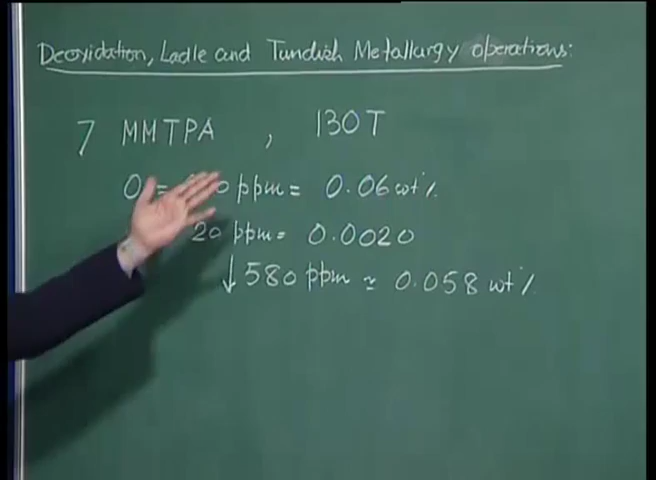 Deoxidation, Ladle and Tundish Metallurgy operations:
7 MMTPA , 130T
O = 0 ppm = 0.06 wt%
20 ppm = 0.0020
↓ 580 ppm ≃ 0.058 wt%